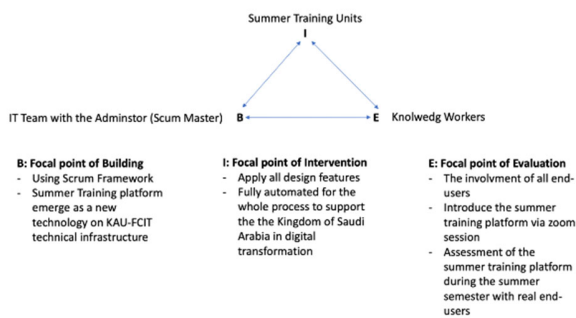 Summer Training Units
I
IT Team with the Adminstor (Scum Master) B E Knolwedg Workers
B: Focal point of Building
- Using Scrum Framework
- Summer Training platform
emerge as a new
technology on KAU-FCIT
technical infrastructure
I: Focal point of Intervention
- Apply all design features
- Fully automated for the
whole process to support
the the Kingdom of Saudi
Arabia in digital
transformation
E: Focal point of Evaluation
- The involvment of all end-
users
- Introduce the summer
training platform via zoom
session
- Assessment of the
summer training platform
during the summer
semester with real end-
users